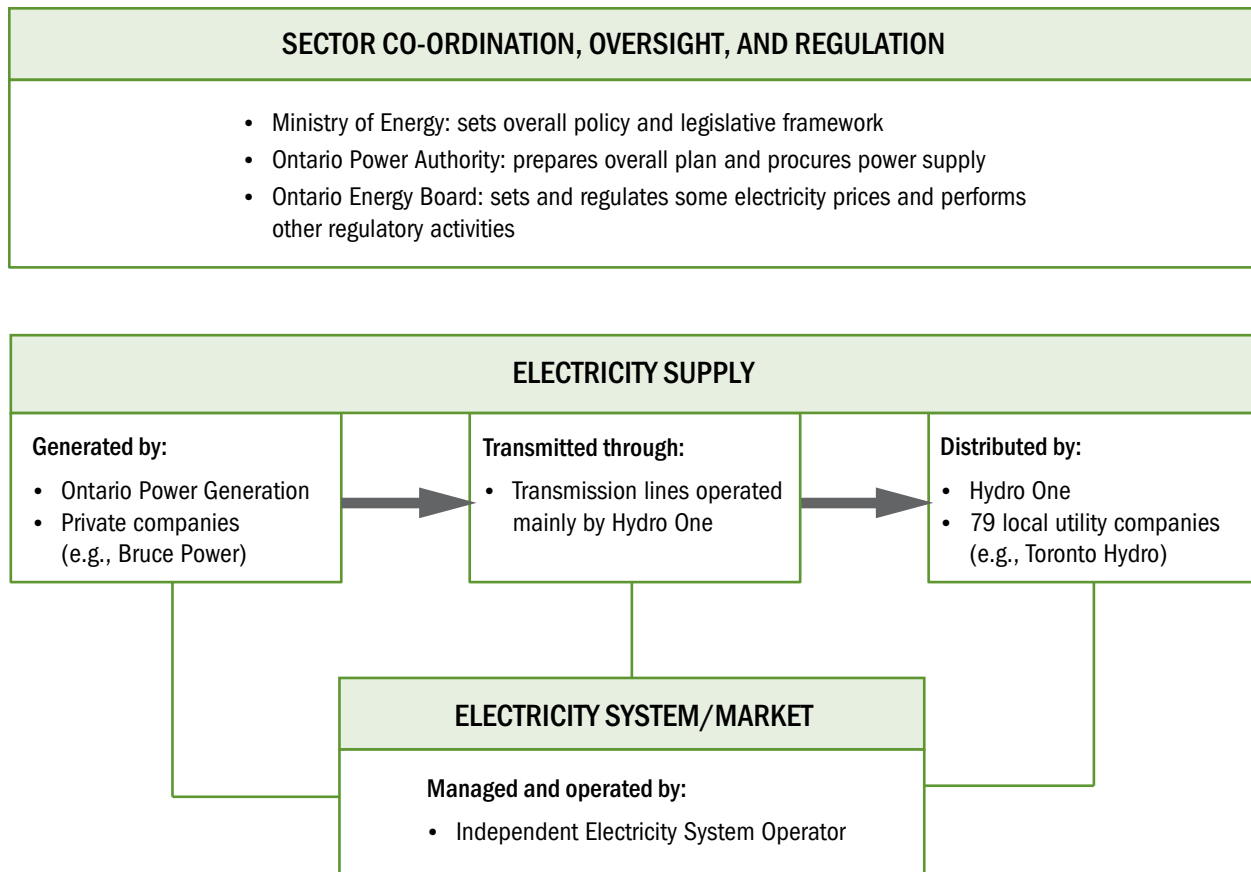 SECTOR CO-ORDINATION, OVERSIGHT, AND REGULATION
• Ministry of Energy: sets overall policy and legislative framework
• Ontario Power Authority: prepares overall plan and procures power supply
• Ontario Energy Board: sets and regulates some electricity prices and performs
other regulatory activities
ELECTRICITY SUPPLY
Generated by:
• Ontario Power Generation
• Private companies
(e.g., Bruce Power)
Transmitted through:
• Transmission lines operated
mainly by Hydro One
Distributed by:
• Hydro One
• 79 local utility companies
(e.g., Toronto Hydro)
ELECTRICITY SYSTEM/MARKET
Managed and operated by:
• Independent Electricity System Operator